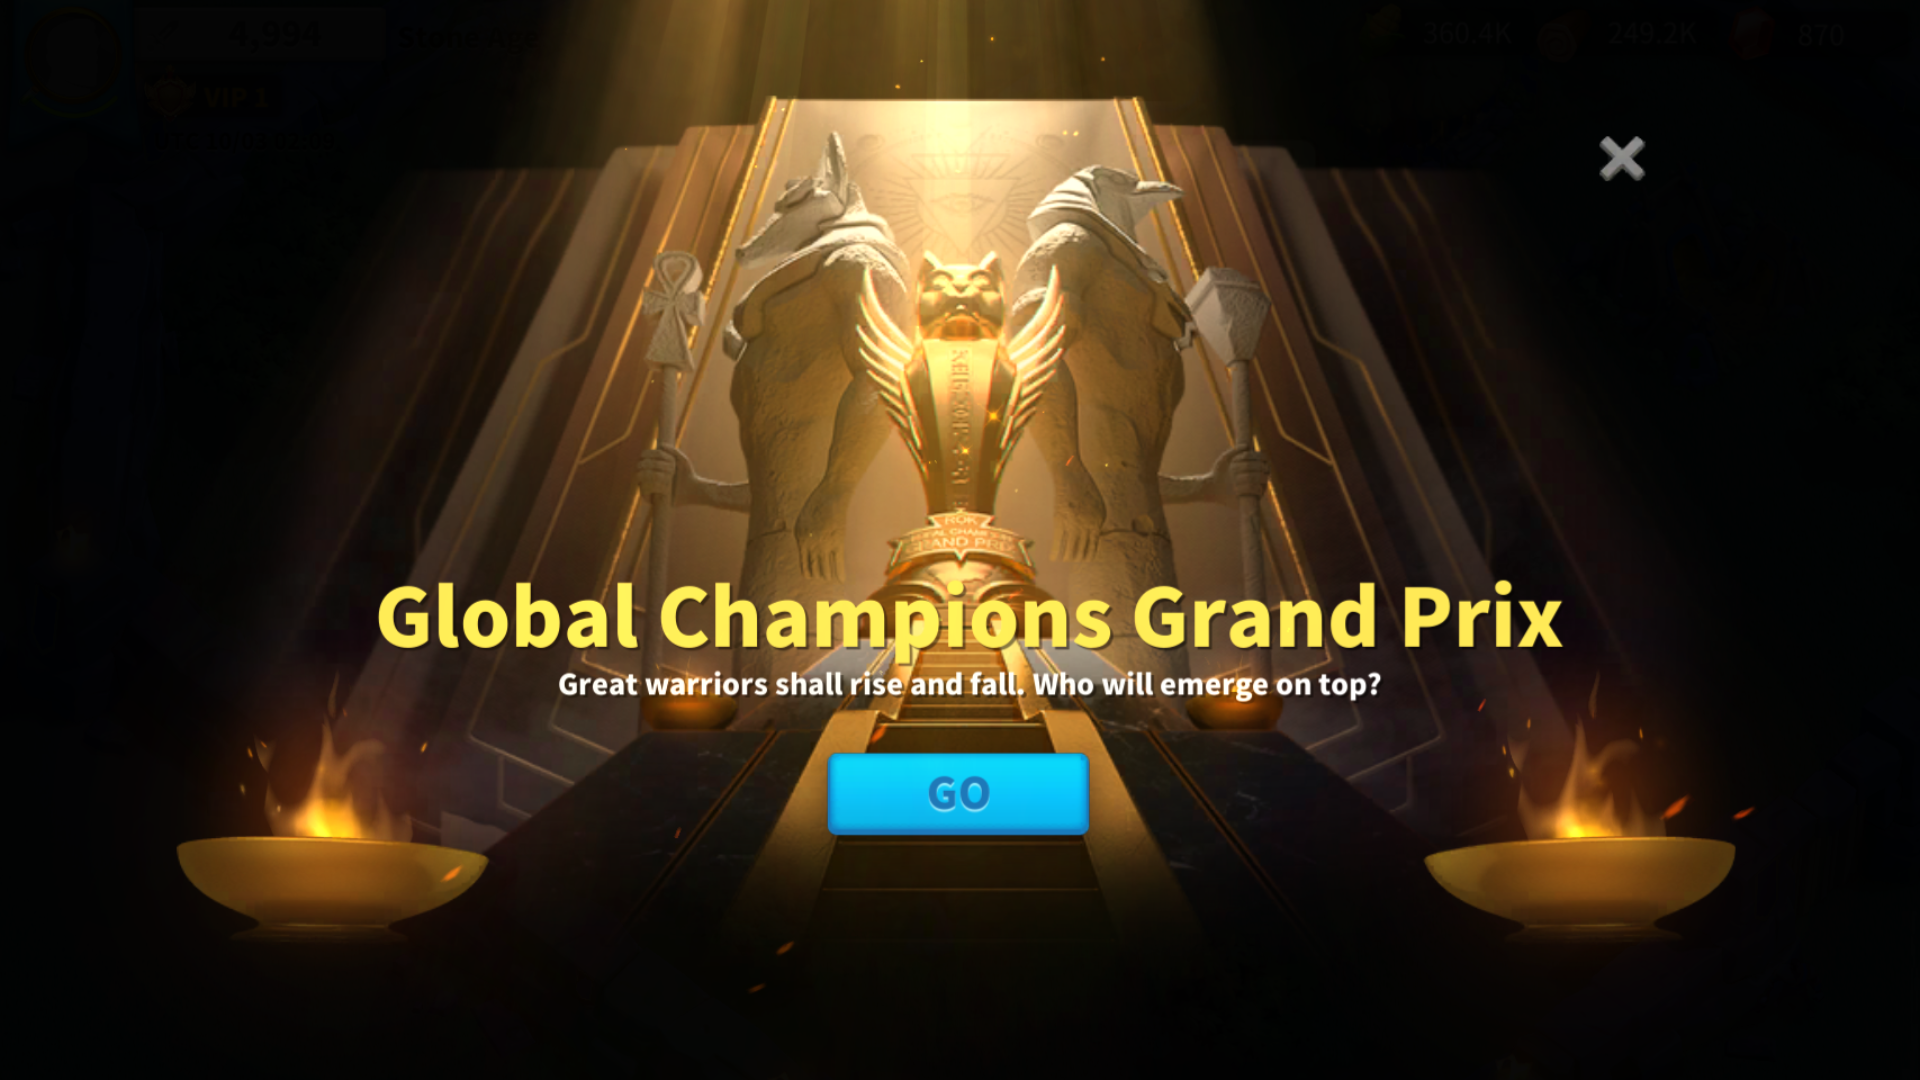 4,994
Stone Age
360.4K
249.2K
870
VIP 1
ROK
GRAND PRIX
Global Champions Grand Prix
Great warriors shall rise and fall. Who will emerge on top?
GO